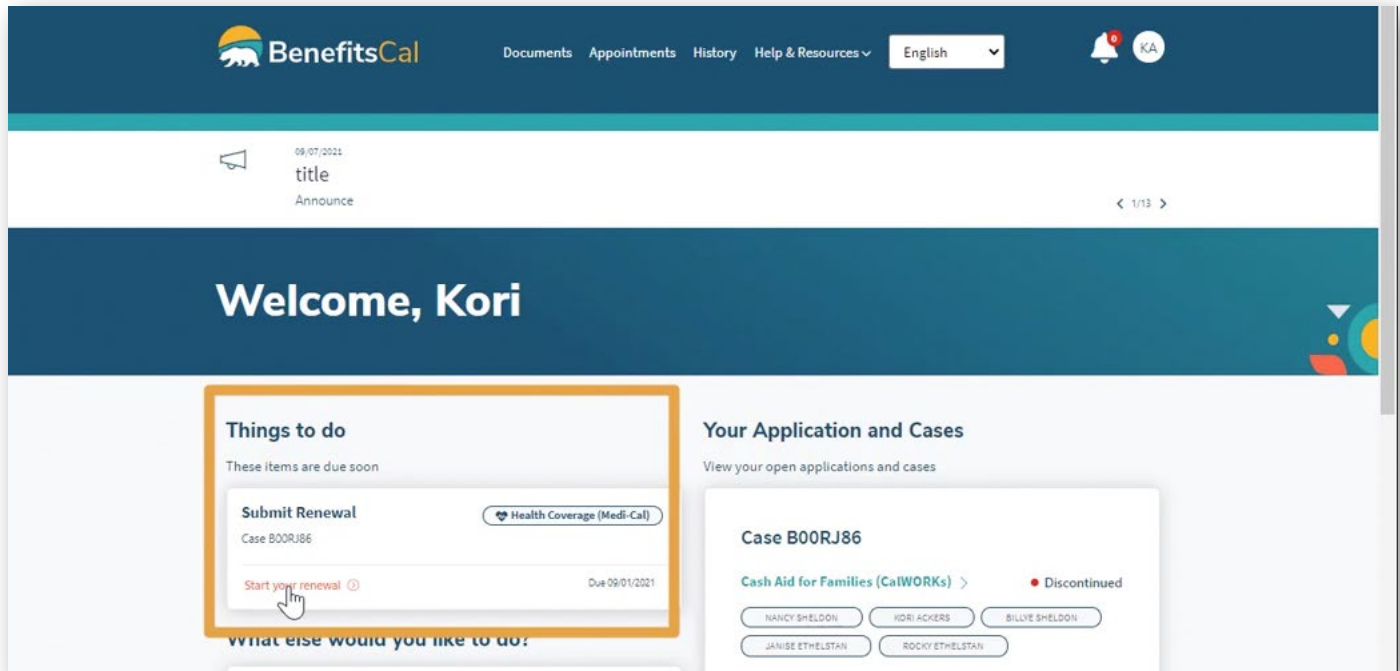 BenefitsCal
Documents Appointments History Help & Resources English 0 KA
09/07/2021
title
Announce
1/13
Welcome, Kori
Things to do
These items are due soon
Submit Renewal
Health Coverage (Medi-Cal)
Case B00RJ86
Start your renewal
Due 09/01/2021
What else would you like to do?
Your Application and Cases
View your open applications and cases
Case B00RJ86
Cash Aid for Families (CalWORKs)
Discontinued
NANCY SHELDON KORI ACKERS BILLYE SHELDON
JANISE ETHELSTAN ROCKY ETHELSTAN